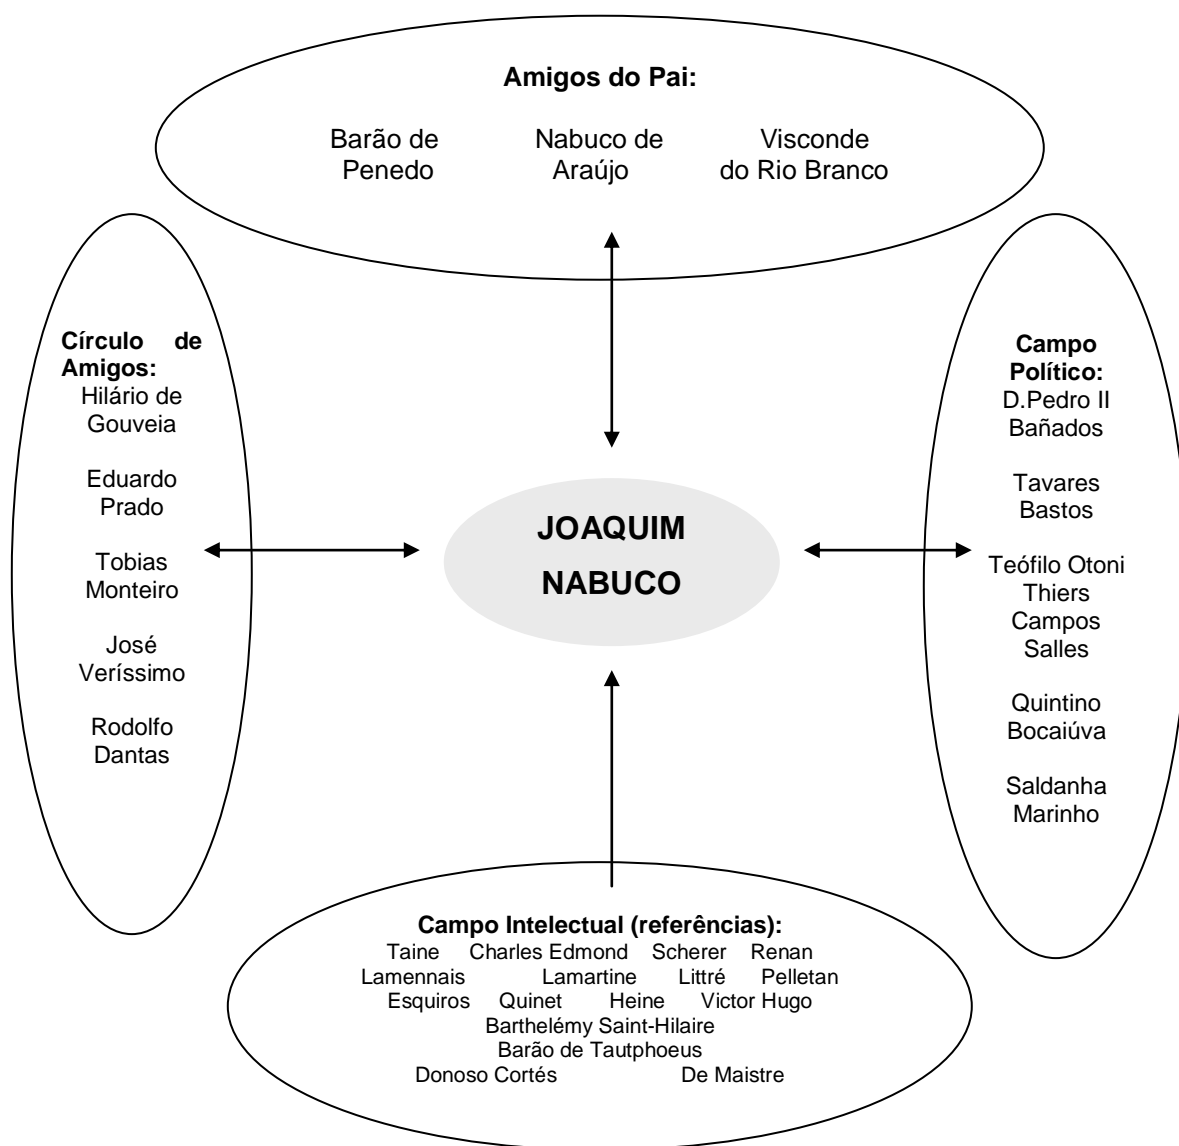 Amigos do Pai:
Barão de Penedo
Nabuco de Araújo
Visconde do Rio Branco
Círculo de
Amigos:
Hilário de
Gouveia
Eduardo
Prado
Tobias
Monteiro
José
Veríssimo
Rodolfo
Dantas
JOAQUIM
NABUCO
Campo
Político:
D.Pedro II
Bañados
Tavares
Bastos
Teófilo Otoni
Thiers
Campos
Salles
Quintino
Bocaiúva
Saldanha
Marinho
Campo Intelectual (referências):
Taine Charles Edmond Scherer Renan
Lamennais Lamartine Littré Pelletan
Esquiros Quinet Heine Victor Hugo
Barthelémy Saint-Hilaire
Barão de Tautphoeus
Donoso Cortés De Maistre